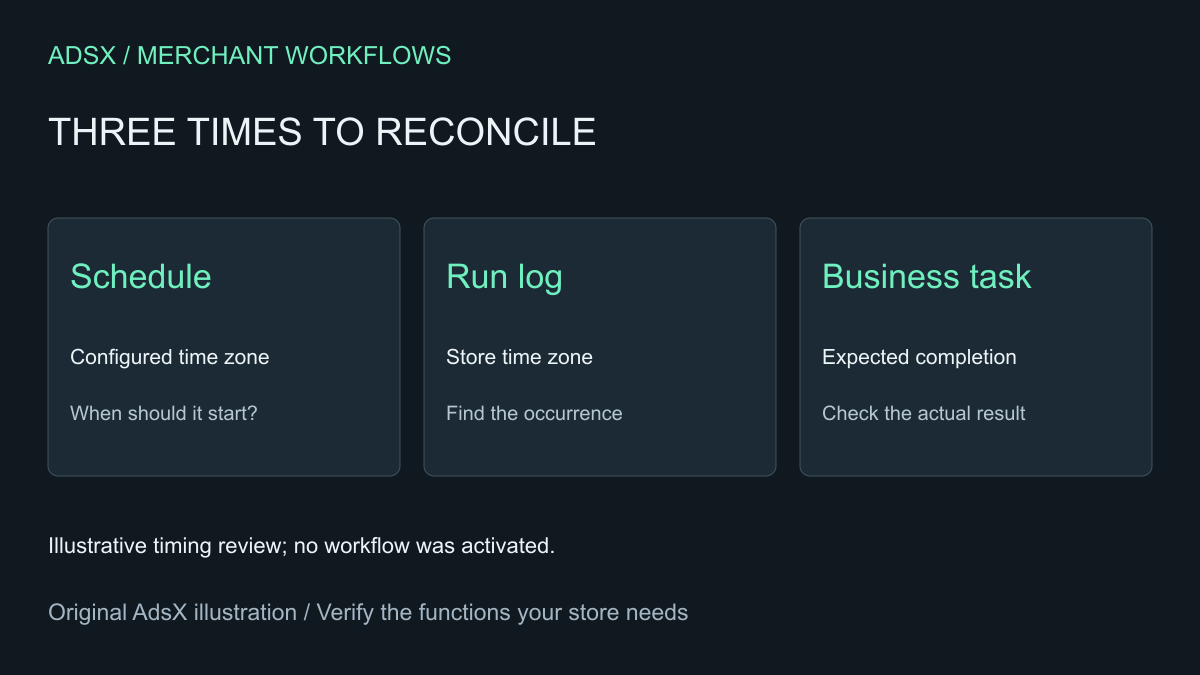 ADSX / MERCHANT WORKFLOWS
THREE TIMES TO RECONCILE
Schedule
Configured time zone
When should it start?
Run log
Store time zone
Find the occurrence
Business task
Expected completion
Check the actual result
Illustrative timing review; no workflow was activated.
Original AdsX illustration / Verify the functions your store needs